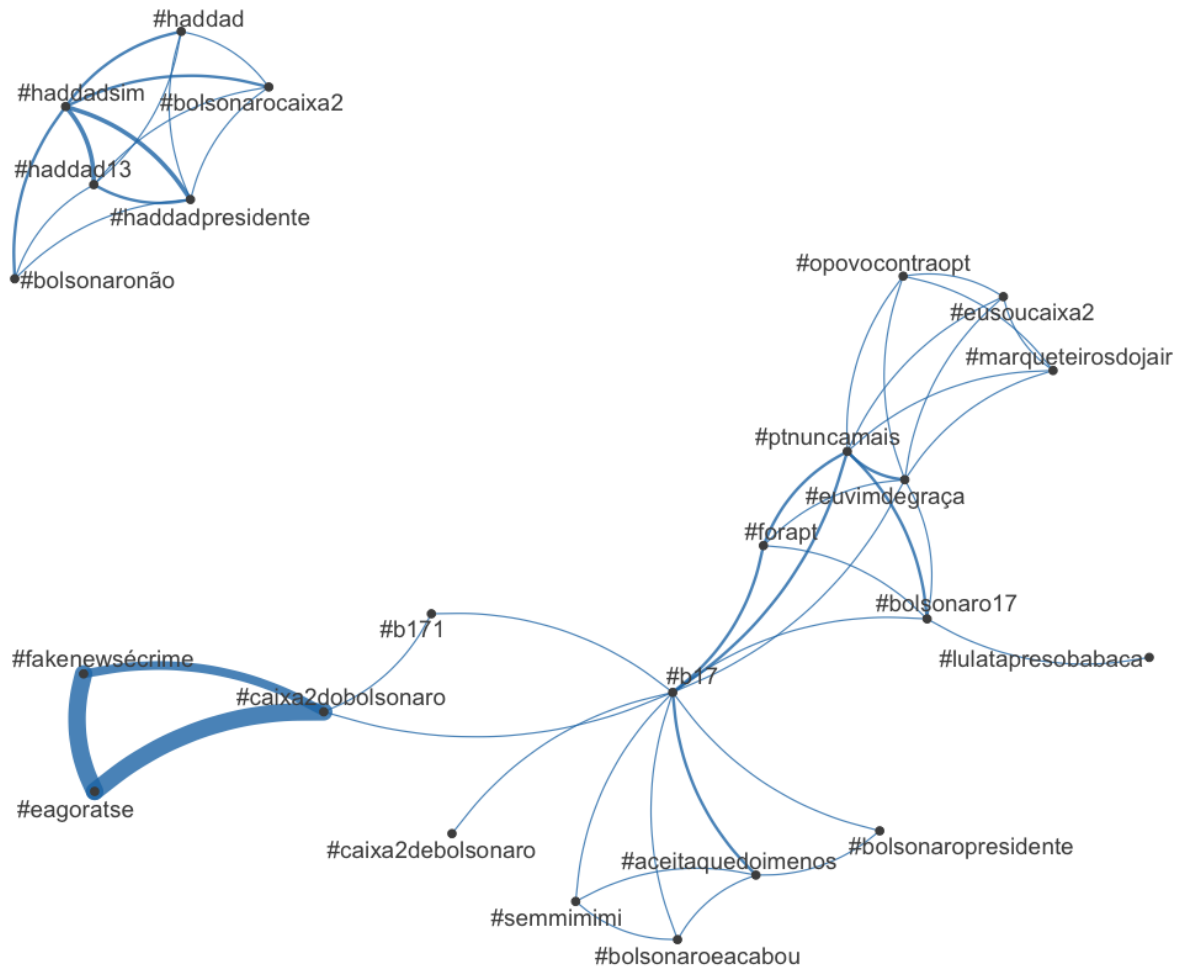 #haddad
#haddadsim
#bolsonarocaixa2
#haddad13
#haddadpresidente
#bolsonaronão
#opovocontraopt
#eusoucaixa2
#marqueteirosdojair
#ptnuncamais
#euvimdegraça
#forapt
#bolsonaro17
#b171
#fakenewsécrime
#lulatapresobabaca
#b17
#caixa2dobolsonaro
#eagoratse
#caixa2debolsonaro
#bolsonaropresidente
#aceitaquedoimenos
#semmimimi
#bolsonaroeacabou